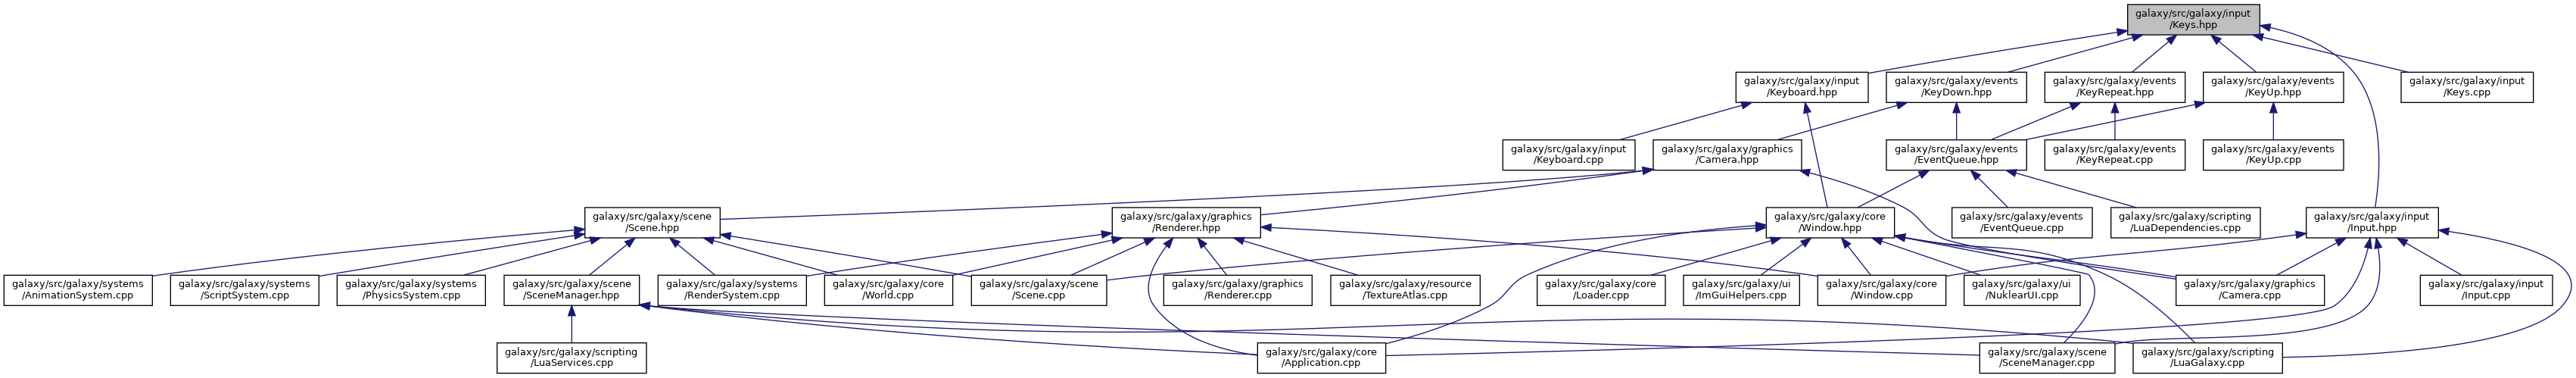 galaxy/src/galaxy/input
/Keys.hpp
galaxy/src/galaxy/input
/Keyboard.hpp
galaxy/src/galaxy/events
/KeyDown.hpp
galaxy/src/galaxy/events
/KeyRepeat.hpp
galaxy/src/galaxy/events
/KeyUp.hpp
galaxy/src/galaxy/input
/Keys.cpp
galaxy/src/galaxy/input
/Keyboard.cpp
galaxy/src/galaxy/graphics
/Camera.hpp
galaxy/src/galaxy/events
/EventQueue.hpp
galaxy/src/galaxy/events
/KeyRepeat.cpp
galaxy/src/galaxy/events
/KeyUp.cpp
galaxy/src/galaxy/scene
/Scene.hpp
galaxy/src/galaxy/graphics
/Renderer.hpp
galaxy/src/galaxy/core
/Window.hpp
galaxy/src/galaxy/events
/EventQueue.cpp
galaxy/src/galaxy/scripting
/LuaDependencies.cpp
galaxy/src/galaxy/input
/Input.hpp
galaxy/src/galaxy/systems
/AnimationSystem.cpp
galaxy/src/galaxy/systems
/ScriptSystem.cpp
galaxy/src/galaxy/systems
/PhysicsSystem.cpp
galaxy/src/galaxy/scene
/SceneManager.hpp
galaxy/src/galaxy/systems
/RenderSystem.cpp
galaxy/src/galaxy/core
/World.cpp
galaxy/src/galaxy/scene
/Scene.cpp
galaxy/src/galaxy/graphics
/Renderer.cpp
galaxy/src/galaxy/resource
/TextureAtlas.cpp
galaxy/src/galaxy/core
/Loader.cpp
galaxy/src/galaxy/ui
/ImGuiHelpers.cpp
galaxy/src/galaxy/core
/Window.cpp
galaxy/src/galaxy/ui
/NuklearUI.cpp
galaxy/src/galaxy/graphics
/Camera.cpp
galaxy/src/galaxy/input
/Input.cpp
galaxy/src/galaxy/scripting
/LuaServices.cpp
galaxy/src/galaxy/core
/Application.cpp
galaxy/src/galaxy/scene
/SceneManager.cpp
galaxy/src/galaxy/scripting
/LuaGalaxy.cpp